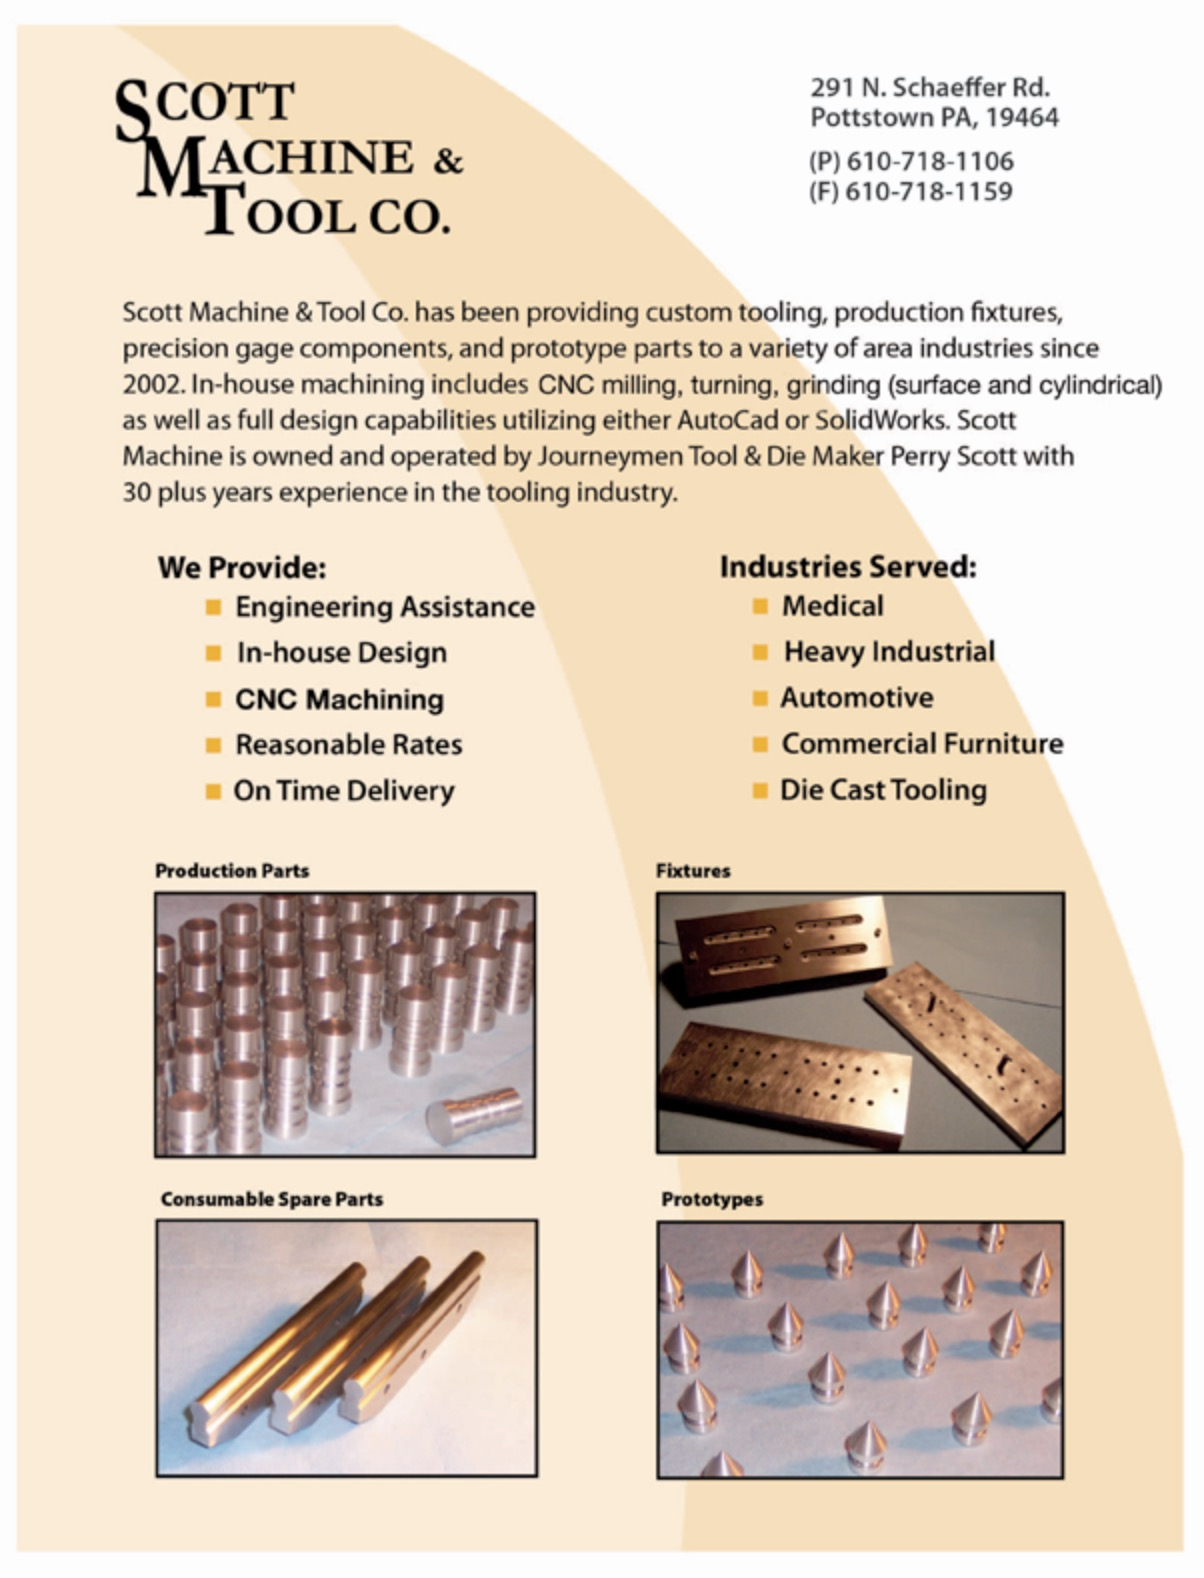 SCOTT
MACHINE &
TOOL CO.
291 N. Schaeffer Rd.
Pottstown PA, 19464
(P) 610-718-1106
(F) 610-718-1159
Scott Machine & Tool Co. has been providing custom tooling, production fixtures,
precision gage components, and prototype parts to a variety of area industries since
2002. In-house machining includes CNC milling, turning, grinding (surface and cylindrical)
as well as full design capabilities utilizing either AutoCad or SolidWorks. Scott
Machine is owned and operated by Journeymen Tool & Die Maker Perry Scott with
30 plus years experience in the tooling industry.
We Provide:
Engineering Assistance
In-house Design
CNC Machining
Reasonable Rates
On Time Delivery
Industries Served:
Medical
Heavy Industrial
Automotive
Commercial Furniture
Die Cast Tooling
Production Parts
Fixtures
Consumable Spare Parts
Prototypes